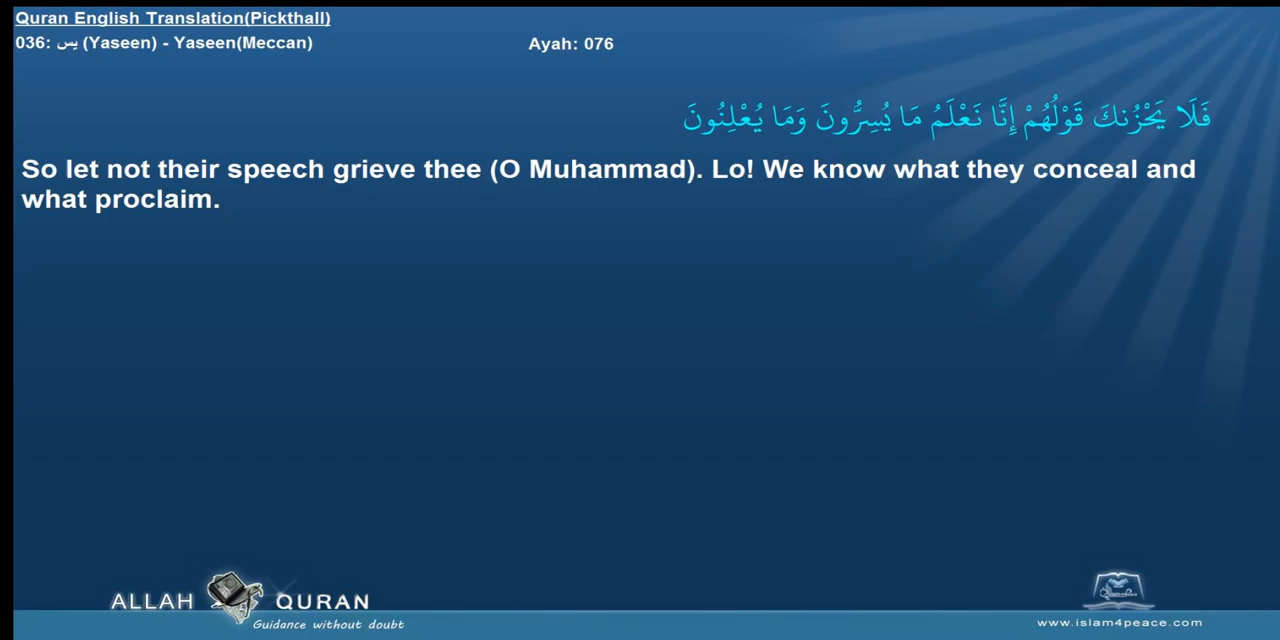 Quran English Translation(Pickthall)
036: يس (Yaseen) - Yaseen(Meccan) Ayah: 076
فَلَا يَحْزُنكَ قَوْلُهُمْ إِنَّا نَعْلَمُ مَا يُسِرُّونَ وَمَا يُعْلِنُونَ
So let not their speech grieve thee (O Muhammad). Lo! We know what they conceal and
what proclaim.
ALLAH QURAN
Guidance without doubt
www.islam4peace.com